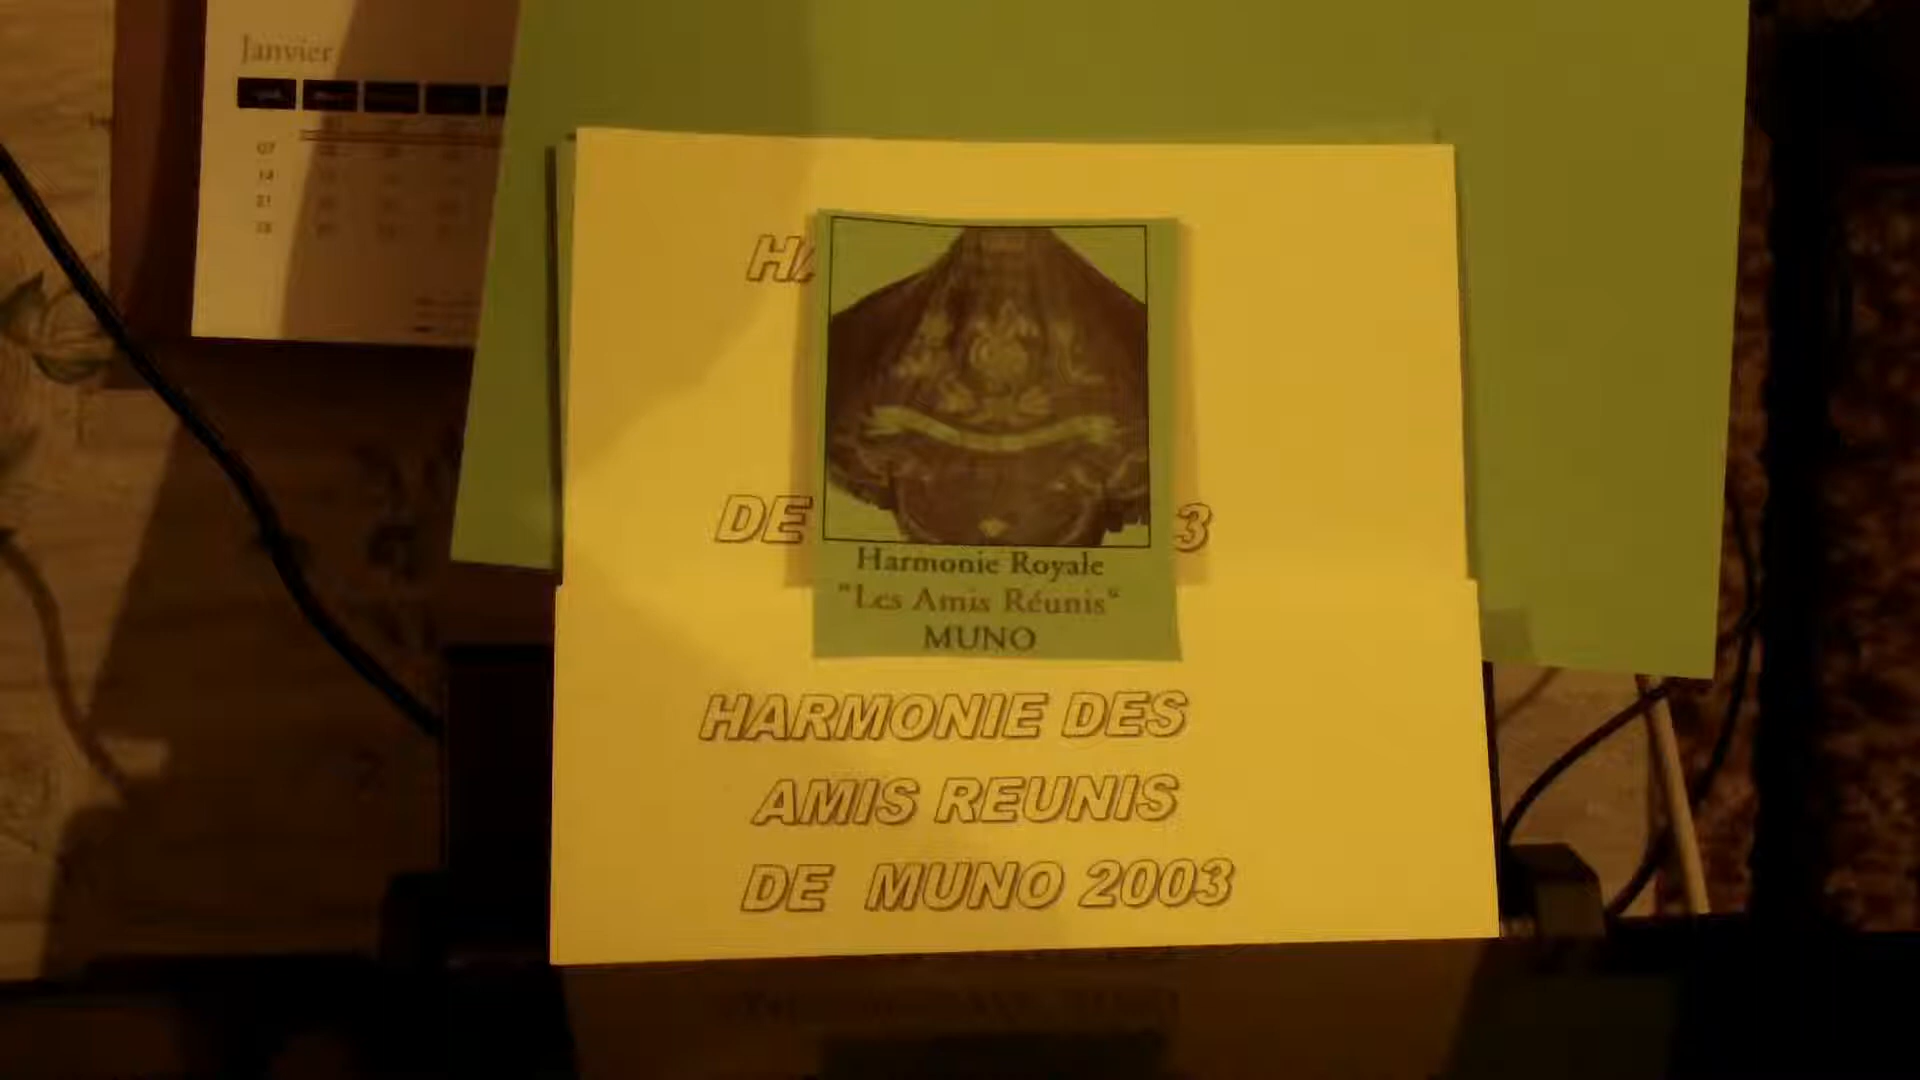 Janvier
07
14
21
28
HA
DE 3
Harmonie Royale
"Les Amis Réunis"
MUNO
HARMONIE DES
AMIS REUNIS
DE MUNO 2003